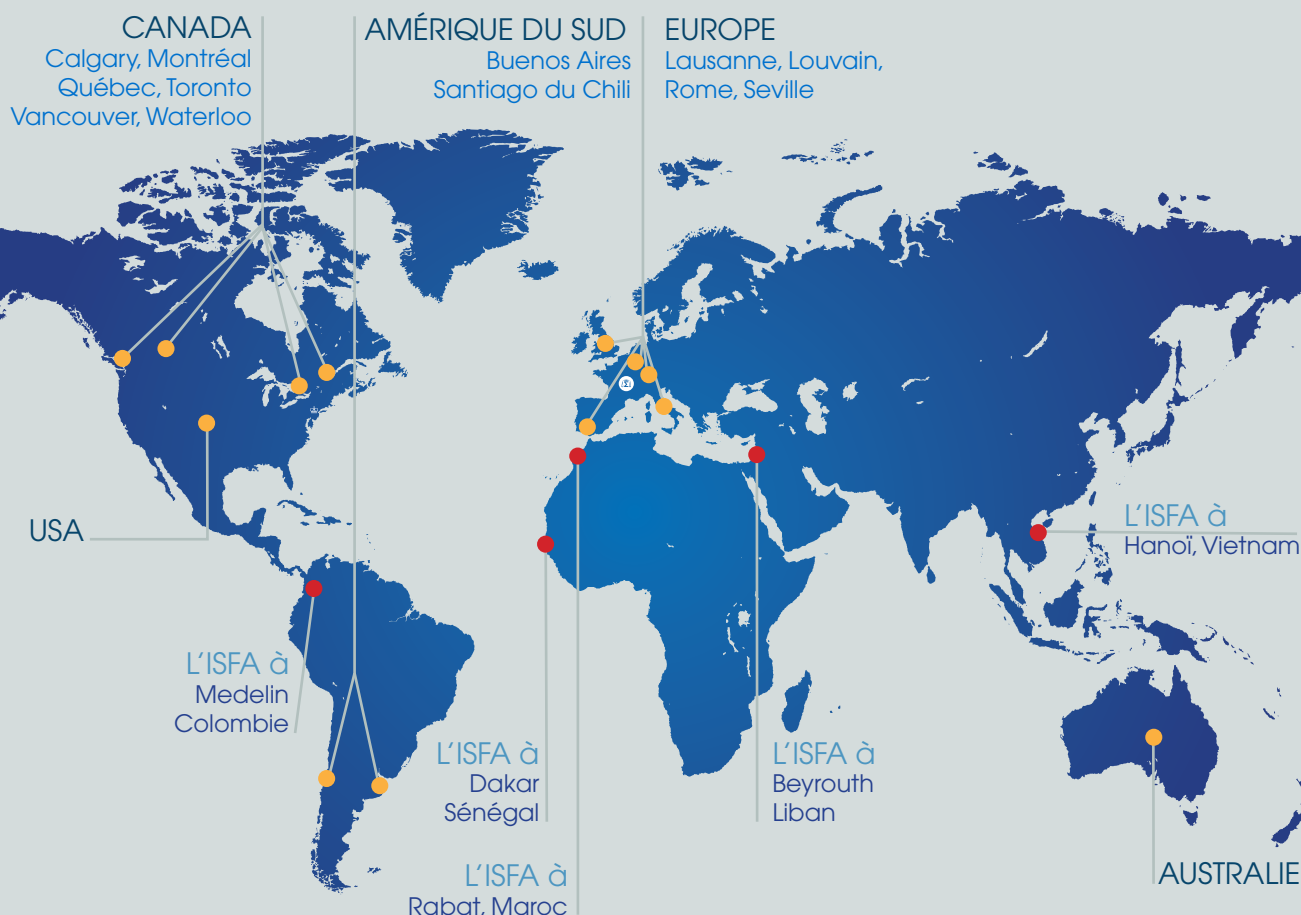 CANADA
Calgary, Montréal
Québec, Toronto
Vancouver, Waterloo
AMÉRIQUE DU SUD
Buenos Aires
Santiago du Chili
EUROPE
Lausanne, Louvain,
Rome, Seville
USA
L'ISFA à
Hanoï, Vietnam
L'ISFA à
Medelin
Colombie
L'ISFA à
Dakar
Sénégal
L'ISFA à
Beyrouth
Liban
L'ISFA à
Rabat, Maroc
AUSTRALIE